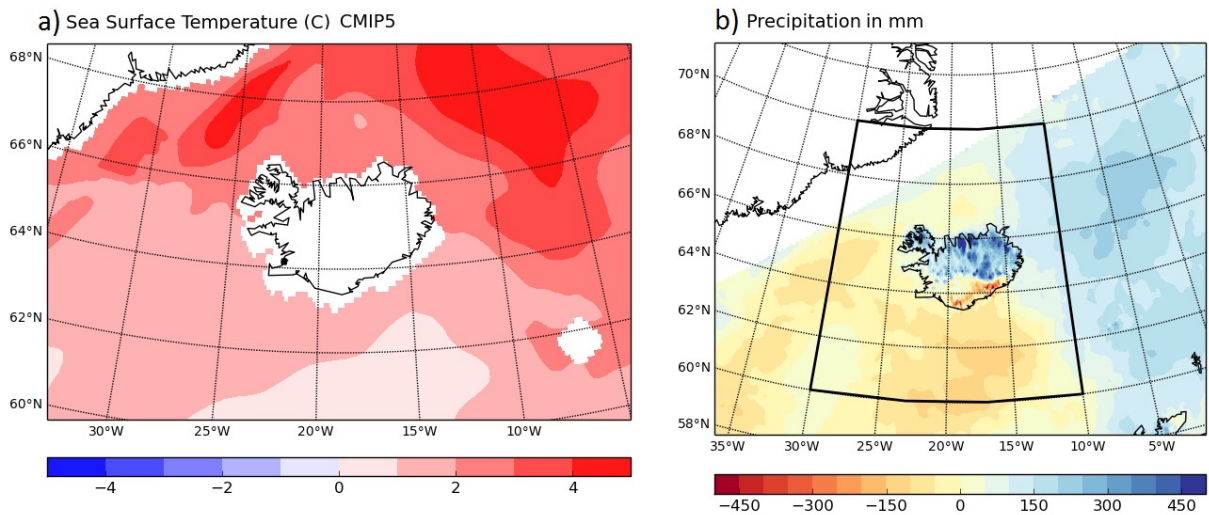 a) Sea Surface Temperature (C) CMIP5
68°N
66°N
64°N
62°N
60°N
30°W 25°W 20°W 15°W 10°W
−4 −2 0 2 4
b) Precipitation in mm
70°N
68°N
66°N
64°N
62°N
60°N
58°N
35°W 30°W 25°W 20°W 15°W 10°W 5°W
−450 −300 −150 0 150 300 450